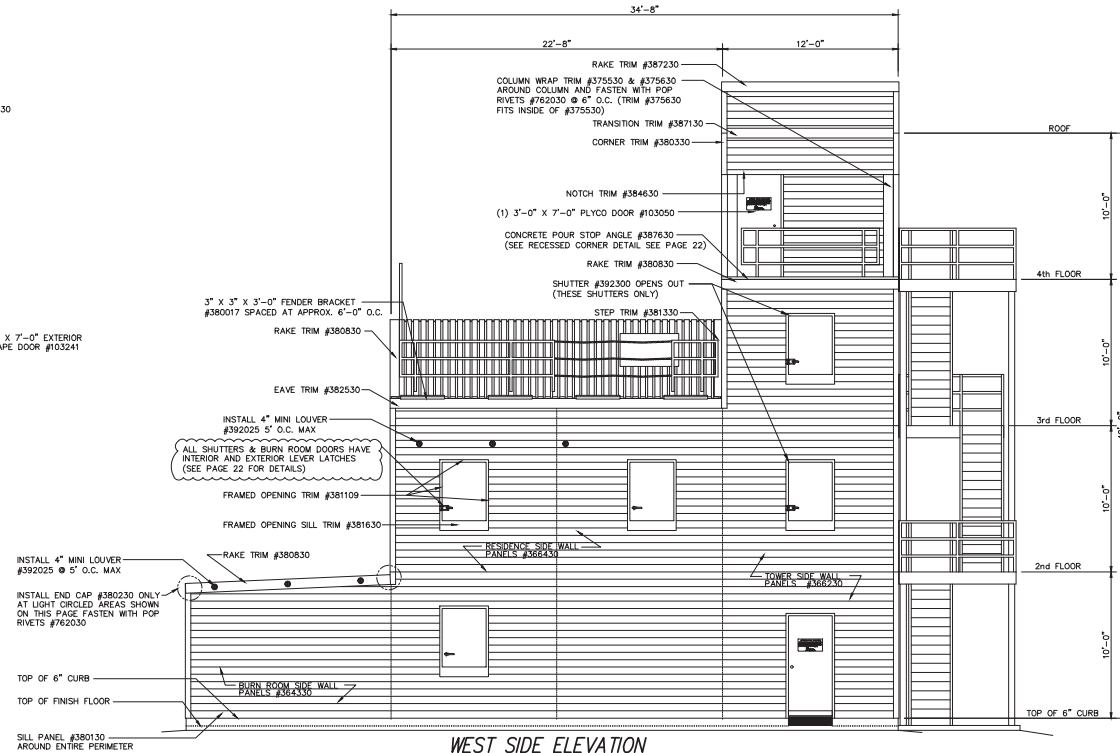 34'-8"
22'-8"
12'-0"
RAKE TRIM #387230
COLUMN WRAP TRIM #375530 & #375630
AROUND COLUMN AND FASTEN WITH POP
RIVETS #762030 @ 6" O.C. (TRIM #375630
FITS INSIDE OF #375530)
30
TRANSITION TRIM #387130
ROOF
CORNER TRIM #380330
NOTCH TRIM #384630
10'-0"
(1) 3'-0" X 7'-0" PLYCO DOOR #103050
CONCRETE POUR STOP ANGLE #387630
(SEE RECESSED CORNER DETAIL SEE PAGE 22)
RAKE TRIM #380830
4th FLOOR
SHUTTER #392300 OPENS OUT
(THESE SHUTTERS ONLY)
3" X 3" X 3'-0" FENDER BRACKET
#380017 SPACED AT APPROX. 6'-0" O.C.
STEP TRIM #381330
RAKE TRIM #380830
X 7'-0" EXTERIOR
APE DOOR #103241
10'-0"
EAVE TRIM #382530
INSTALL 4" MINI LOUVER
#392025 5' O.C. MAX
3rd FLOOR
ALL SHUTTERS & BURN ROOM DOORS HAVE
INTERIOR AND EXTERIOR LEVER LATCHES
(SEE PAGE 22 FOR DETAILS)
FRAMED OPENING TRIM #381109
10'-0"
FRAMED OPENING SILL TRIM #381630
RESIDENCE SIDE WALL
PANELS #366430
RAKE TRIM #380830
INSTALL 4" MINI LOUVER
#392025 @ 5' O.C. MAX
2nd FLOOR
TOWER SIDE WALL
PANELS #366230
INSTALL END CAP #380230 ONLY
AT LIGHT CIRCLED AREAS SHOWN
ON THIS PAGE FASTEN WITH POP
RIVETS #762030
10'-0"
TOP OF 6" CURB
BURN ROOM SIDE WALL
PANELS #364330
TOP OF FINISH FLOOR
TOP OF 6" CURB
SILL PANEL #380130
AROUND ENTIRE PERIMETER
WEST SIDE ELEVATION